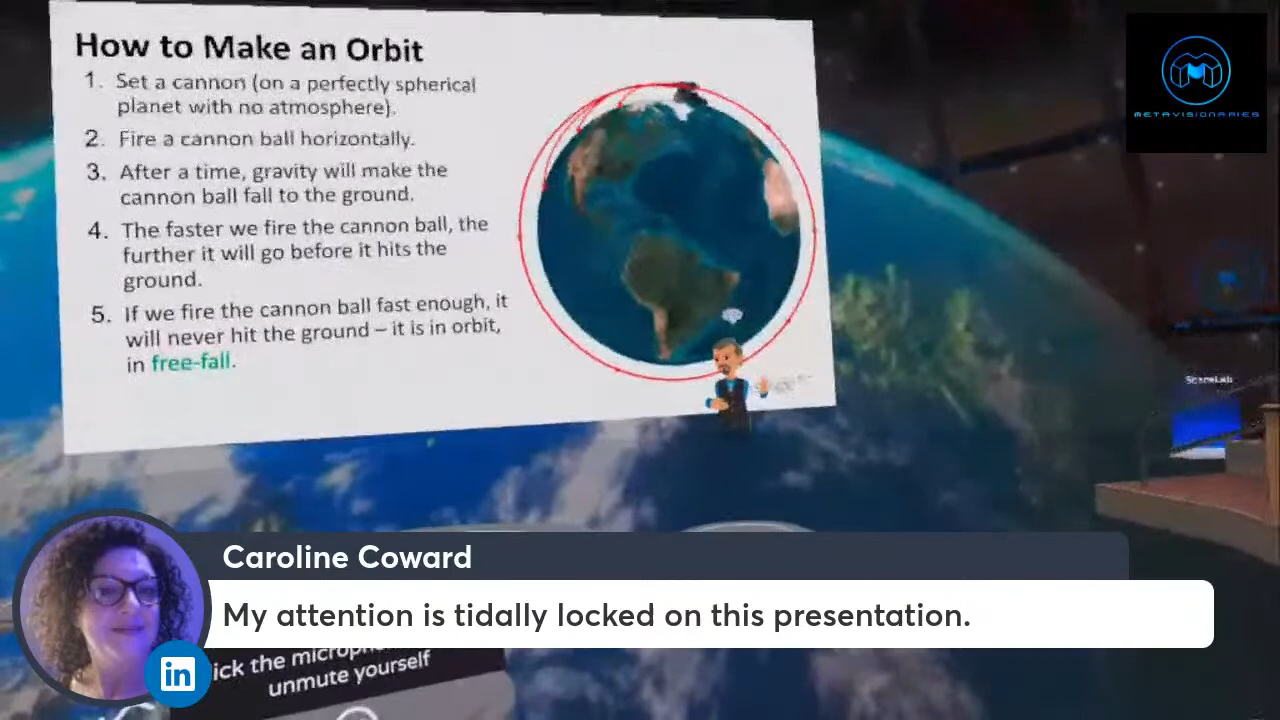 How to Make an Orbit
1. Set a cannon (on a perfectly spherical
planet with no atmosphere).
2. Fire a cannon ball horizontally.
3. After a time, gravity will make the
cannon ball fall to the ground.
4. The faster we fire the cannon ball, the
further it will go before it hits the
ground.
5. If we fire the cannon ball fast enough, it
will never hit the ground – it is in orbit,
in free-fall.
METAVISIONARIES
Caroline Coward
My attention is tidally locked on this presentation.
in
unmute yourself